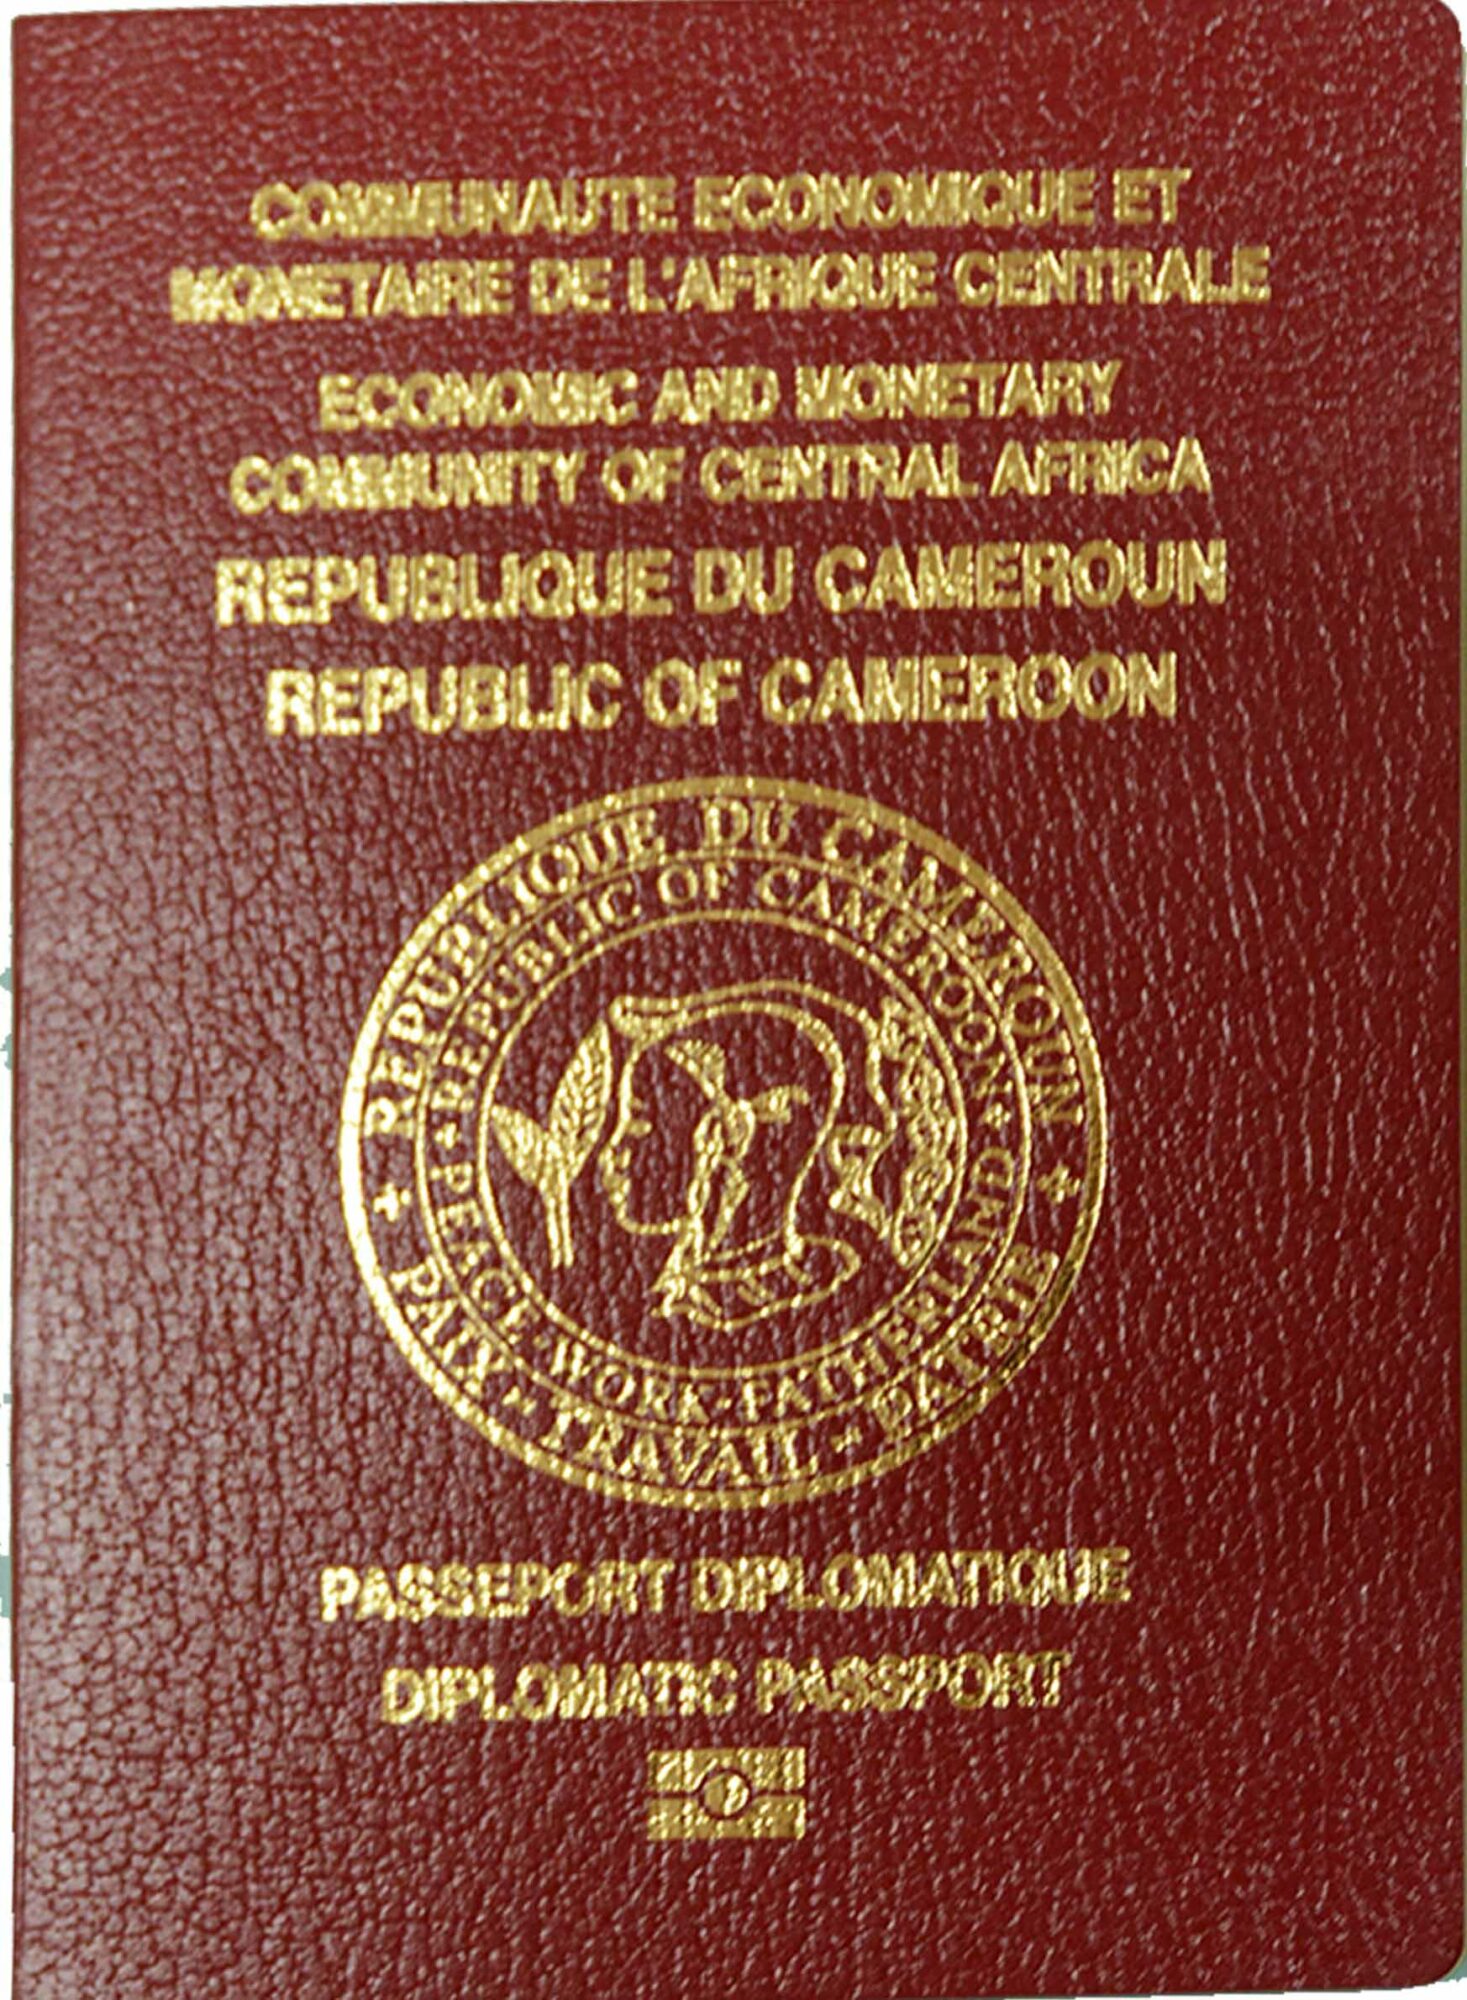 COMMUNAUTE ECONOMIQUE ET
MONETAIRE DE L'AFRIQUE CENTRALE
ECONOMIC AND MONETARY
COMMUNITY OF CENTRAL AFRICA
REPUBLIQUE DU CAMEROUN
REPUBLIC OF CAMEROON
REPUBLIQUE DU CAMEROUN
REPUBLIC OF CAMEROON
PEACE-WORK-PATHERLAND
PAIX - TRAVAIL - PATRIE
PASSEPORT DIPLOMATIQUE
DIPLOMATIC PASSPORT